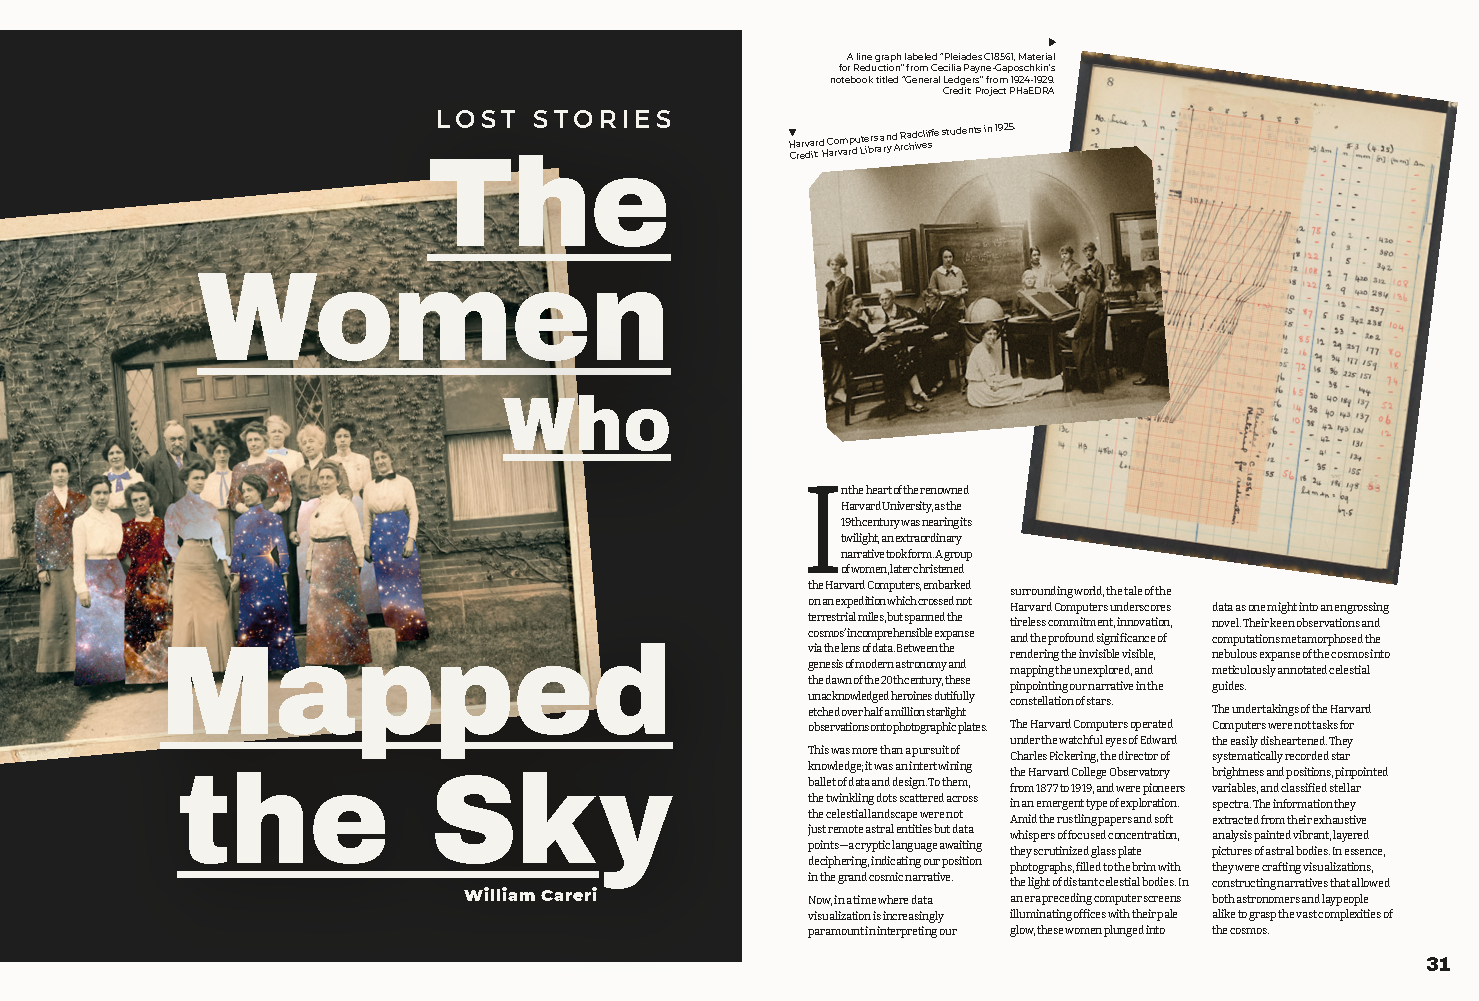 LOST STORIES
The
Women
Who
Mapped
the Sky
William Careri
A line graph labeled "Pleiades C18561, Material
for Reduction" from Cecilia Payne-Gaposchkin's
notebook titled "General Ledgers" from 1924-1929.
Credit: Project PHaEDRA
Harvard Computers and Radcliffe students in 1925.
Credit: Harvard Library Archives
In the heart of the renowned
Harvard University, as the
19th century was nearing its
twilight, an extraordinary
narrative took form. A group
of women, later christened
the Harvard Computers, embarked
on an expedition which crossed not
terrestrial miles, but spanned the
cosmos' incomprehensible expanse
via the lens of data. Between the
genesis of modern astronomy and
the dawn of the 20th century, these
unacknowledged heroines dutifully
etched over half a million starlight
observations onto photographic plates.
This was more than a pursuit of
knowledge; it was an intertwining
ballet of data and design. To them,
the twinkling dots scattered across
the celestial landscape were not
just remote astral entities but data
points—a cryptic language awaiting
deciphering, indicating our position
in the grand cosmic narrative.
Now, in a time where data
visualization is increasingly
paramount in interpreting our
surrounding world, the tale of the
Harvard Computers underscores
tireless commitment, innovation,
and the profound significance of
rendering the invisible visible,
mapping the unexplored, and
pinpointing our narrative in the
constellation of stars.
The Harvard Computers operated
under the watchful eyes of Edward
Charles Pickering, the director of
the Harvard College Observatory
from 1877 to 1919, and were pioneers
in an emergent type of exploration.
Amid the rustling papers and soft
whispers of focused concentration,
they scrutinized glass plate
photographs, filled to the brim with
the light of distant celestial bodies. In
an era preceding computer screens
illuminating offices with their pale
glow, these women plunged into
data as one might into an engrossing
novel. Their keen observations and
computations metamorphosed the
nebulous expanse of the cosmos into
meticulously annotated celestial
guides.
The undertakings of the Harvard
Computers were not tasks for
the easily disheartened. They
systematically recorded star
brightness and positions, pinpointed
variables, and classified stellar
spectra. The information they
extracted from their exhaustive
analysis painted vibrant, layered
pictures of astral bodies. In essence,
they were crafting visualizations,
constructing narratives that allowed
both astronomers and laypeople
alike to grasp the vast complexities of
the cosmos.
31